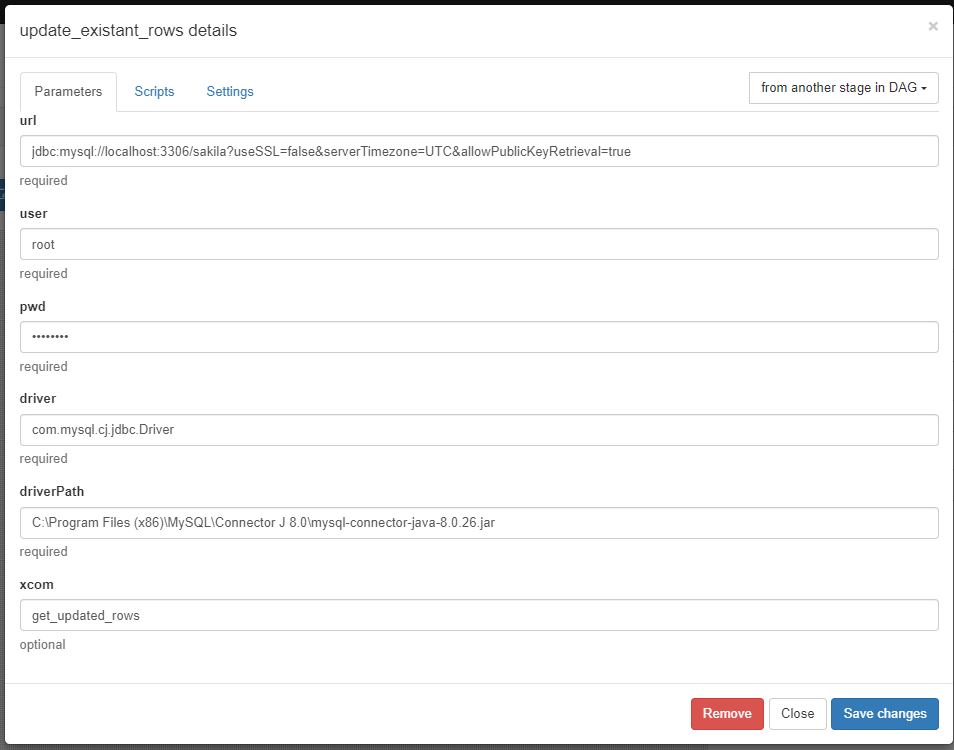 update_existant_rows details
×
Parameters
Scripts
Settings
from another stage in DAG
url
jdbc:mysql://localhost:3306/sakila?useSSL=false&serverTimezone=UTC&allowPublicKeyRetrieval=true
required
user
root
required
pwd
••••••••
required
driver
com.mysql.cj.jdbc.Driver
required
driverPath
C:\Program Files (x86)\MySQL\Connector J 8.0\mysql-connector-java-8.0.26.jar
required
xcom
get_updated_rows
optional
Remove
Close
Save changes